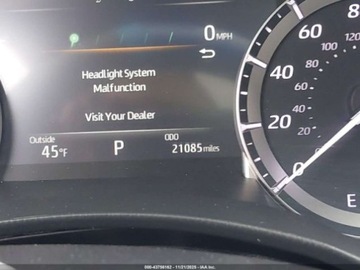 0 MPH
Headlight System
Malfunction
Visit Your Dealer
Outside
45°F
P
ODO
21085 miles
120
100
80
60
40
20
0
80
60
40
20
E
000-43798162 - 11/21/2025 - IAA Inc.